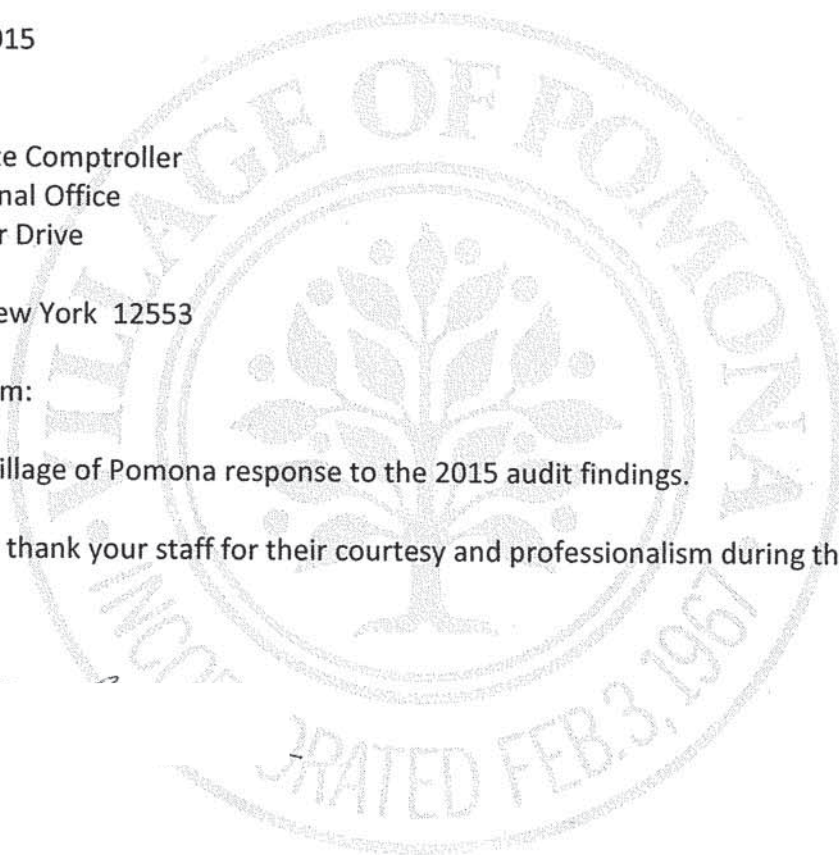 015
te Comptroller
nal Office
r Drive
ew York 12553
m:
illage of Pomona response to the 2015 audit findings.
thank your staff for their courtesy and professionalism during th
VILLAGE OF POMONA
INCO RATED FEB. 3, 1967